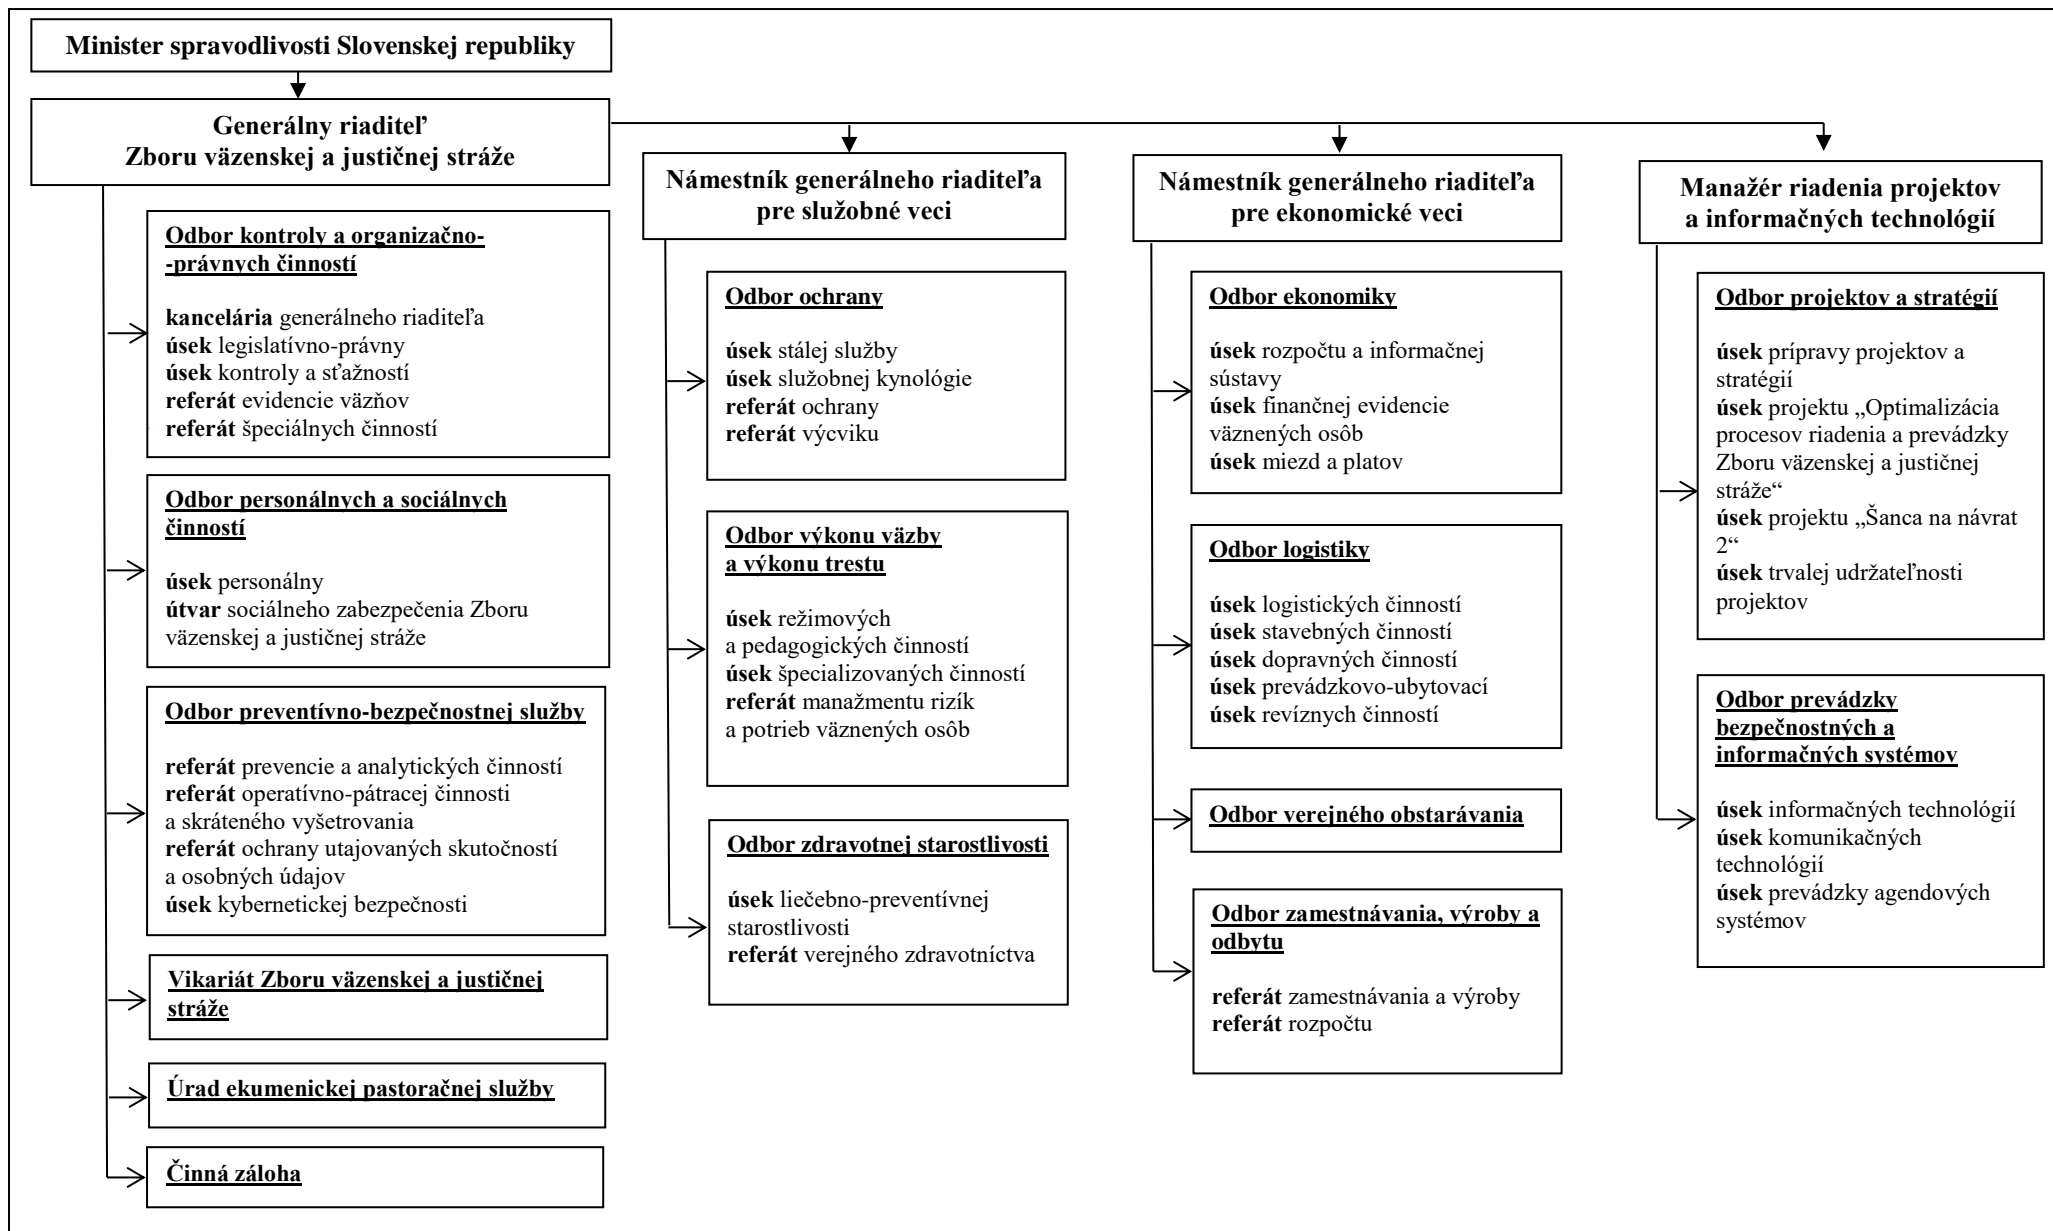 Minister spravodlivosti Slovenskej republiky
Generálny riaditeľ
Zboru väzenskej a justičnej stráže
Odbor kontroly a organizačno-
-právnych činností
kancelária generálneho riaditeľa
úsek legislatívno-právny
úsek kontroly a sťažností
referát evidencie väzňov
referát špeciálnych činností
Odbor personálnych a sociálnych
činností
úsek personálny
útvar sociálneho zabezpečenia Zboru
väzenskej a justičnej stráže
Odbor preventívno-bezpečnostnej služby
referát prevencie a analytických činností
referát operatívno-pátracej činnosti
a skráteného vyšetrovania
referát ochrany utajovaných skutočností
a osobných údajov
úsek kybernetickej bezpečnosti
Vikariát Zboru väzenskej a justičnej
stráže
Úrad ekumenickej pastoračnej služby
Činná záloha
Námestník generálneho riaditeľa
pre služobné veci
Odbor ochrany
úsek stálej služby
úsek služobnej kynológie
referát ochrany
referát výcviku
Odbor výkonu väzby
a výkonu trestu
úsek režimových
a pedagogických činností
úsek špecializovaných činností
referát manažmentu rizík
a potrieb väznených osôb
Odbor zdravotnej starostlivosti
úsek liečebno-preventívnej
starostlivosti
referát verejného zdravotníctva
Námestník generálneho riaditeľa
pre ekonomické veci
Odbor ekonomiky
úsek rozpočtu a informačnej
sústavy
úsek finančnej evidencie
väznených osôb
úsek miezd a platov
Odbor logistiky
úsek logistických činností
úsek stavebných činností
úsek dopravných činností
úsek prevádzkovo-ubytovací
úsek revíznych činností
Odbor verejného obstarávania
Odbor zamestnávania, výroby a
odbytu
referát zamestnávania a výroby
referát rozpočtu
Manažér riadenia projektov
a informačných technológií
Odbor projektov a stratégií
úsek prípravy projektov a
stratégií
úsek projektu „Optimalizácia
procesov riadenia a prevádzky
Zboru väzenskej a justičnej
stráže“
úsek projektu „Šanca na návrat
2“
úsek trvalej udržateľnosti
projektov
Odbor prevádzky
bezpečnostných a
informačných systémov
úsek informačných technológií
úsek komunikačných
technológií
úsek prevádzky agendových
systémov